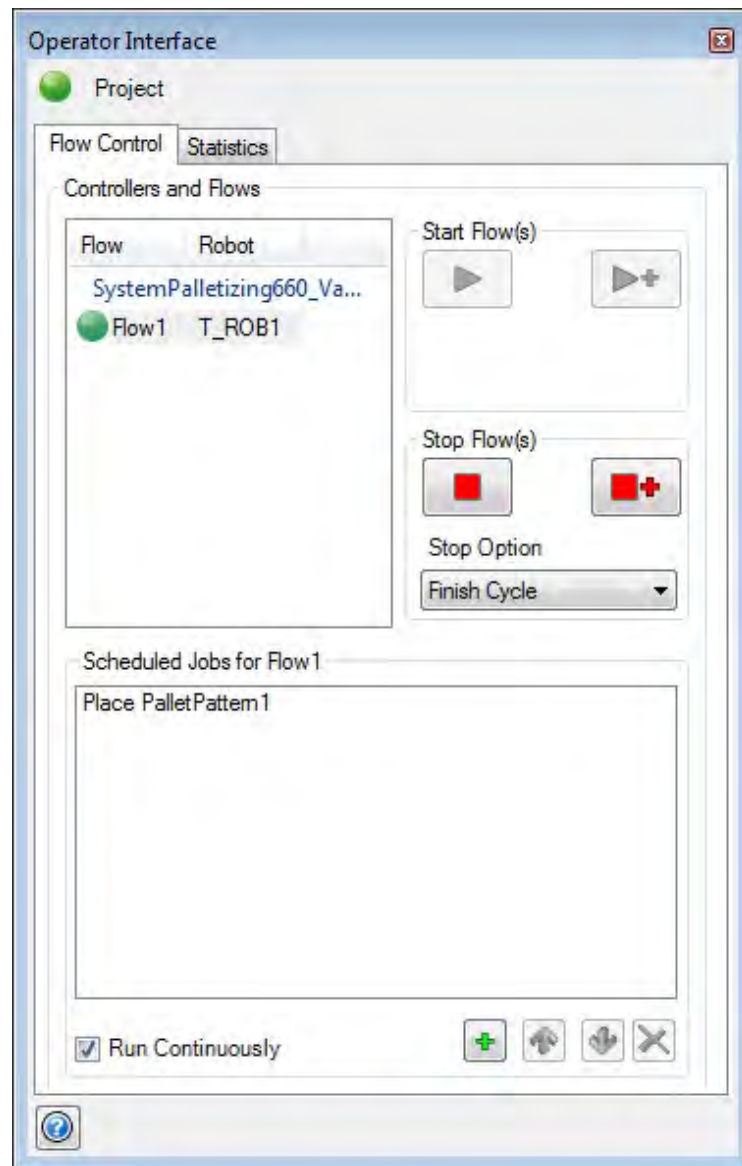 Operator Interface
Project
Flow Control Statistics
Controllers and Flows
Flow Robot
SystemPalletizing660_Va...
Flow1 T_ROB1
Start Flow(s)
Stop Flow(s)
Stop Option
Finish Cycle
Scheduled Jobs for Flow1
Place PalletPattern1
Run Continuously